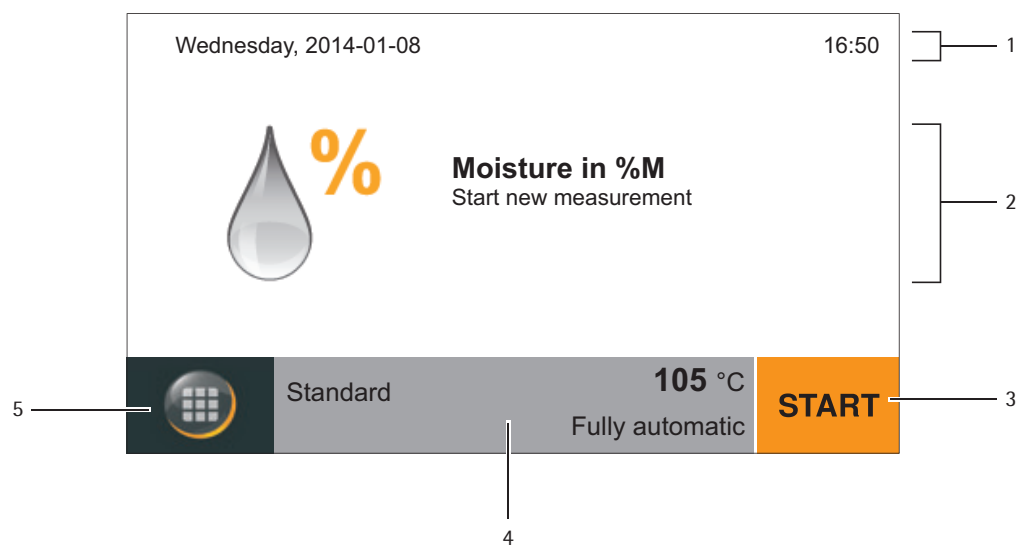 Wednesday, 2014-01-08 16:50 1
%
Moisture in %M
Start new measurement
2
Standard 105 °C
Fully automatic
START 3
5
4